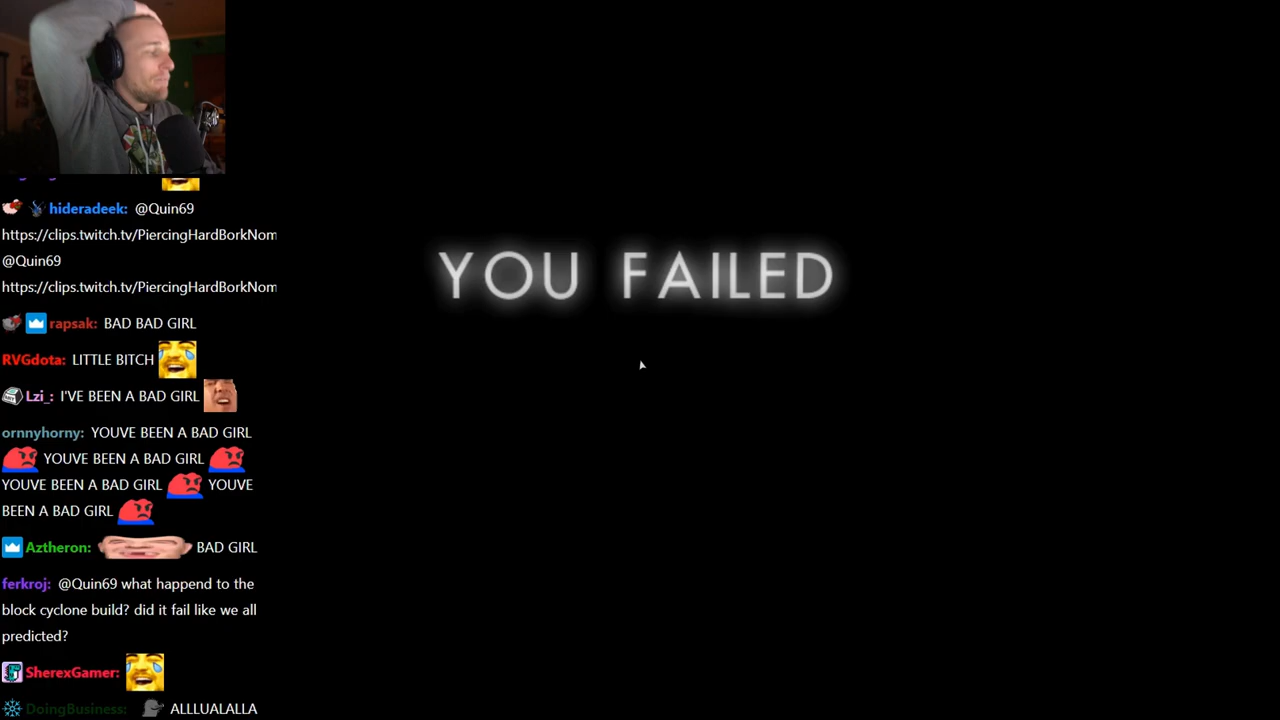 YOU FAILED
hideradeek: @Quin69
https://clips.twitch.tv/PiercingHardBorkNom
@Quin69
https://clips.twitch.tv/PiercingHardBorkNom
rapsak: BAD BAD GIRL
RVGdota: LITTLE BITCH
Lzi_: I'VE BEEN A BAD GIRL
ornnyhorny: YOUVE BEEN A BAD GIRL
YOUVE BEEN A BAD GIRL
YOUVE BEEN A BAD GIRL YOUVE
BEEN A BAD GIRL
Aztheron: BAD GIRL
ferkroj: @Quin69 what happend to the
block cyclone build? did it fail like we all
predicted?
SherexGamer:
DoingBusiness: ALLLUALALLA